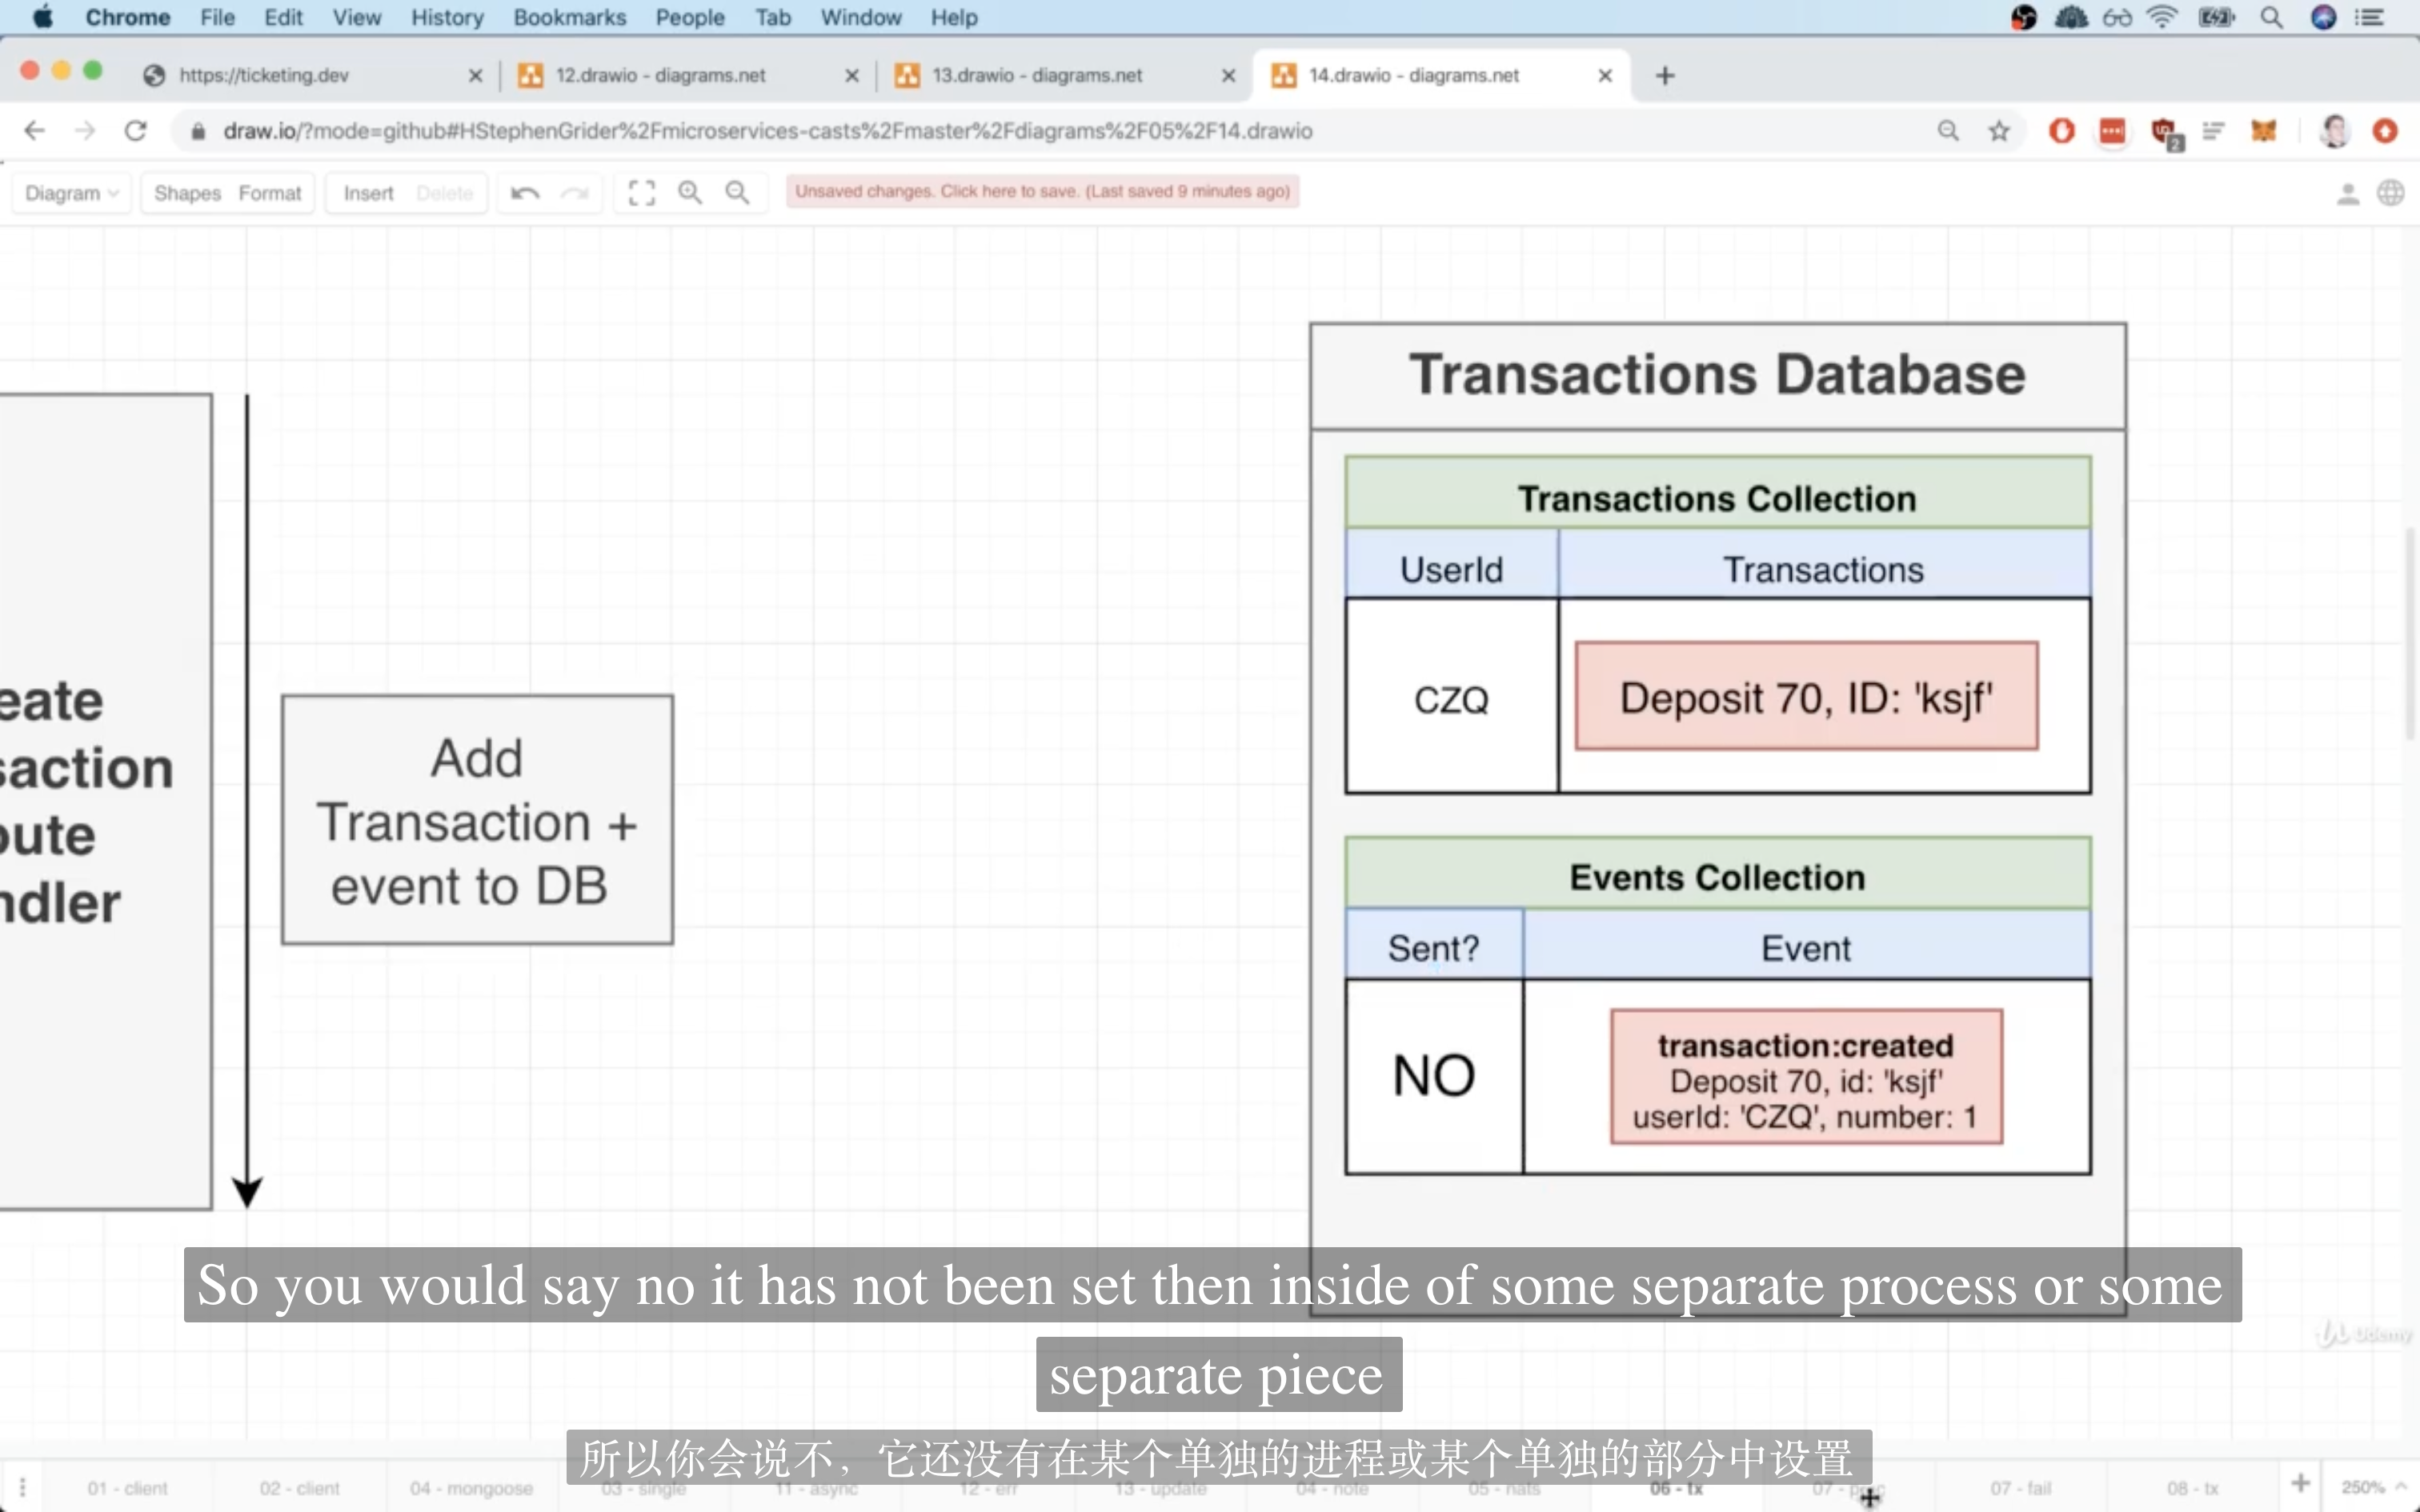 Chrome File Edit View History Bookmarks People Tab Window Help
https://ticketing.dev
12.drawio - diagrams.net
13.drawio - diagrams.net
14.drawio - diagrams.net
draw.io/?mode=github#HStephenGrider%2Fmicroservices-casts%2Fmaster%2Fdiagrams%2F05%2F14.drawio
2
Diagram Shapes Format Insert Delete
Unsaved changes. Click here to save. (Last saved 9 minutes ago)
eate
saction
oute
ndler
Add
Transaction +
event to DB
Transactions Database
Transactions Collection
UserId Transactions
CZQ Deposit 70, ID: 'ksjf'
Events Collection
Sent? Event
NO
transaction:created
Deposit 70, id: 'ksjf'
userId: 'CZQ', number: 1
So you would say no it has not been set then inside of some separate process or some
separate piece
Udemy
所以你会说不，它还没有在某个单独的进程或某个单独的部分中设置
01 - client 02 - client 04 - mongoose 03 - single 11 - async 12 - err 13 - update 04 - note 05 - nats 06 - tx 07 - 07 - fail 08 - tx 250%